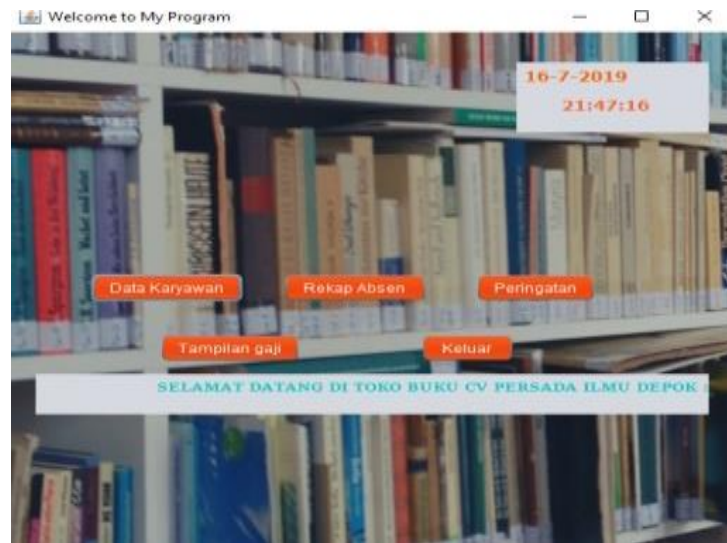 Welcome to My Program
16-7-2019
21:47:16
Data Karyawan
Rekap Absen
Peringatan
Tampilan gaji
Keluar
SELAMAT DATANG DI TOKO BUKU CV PERSADA ILMU DEPOK